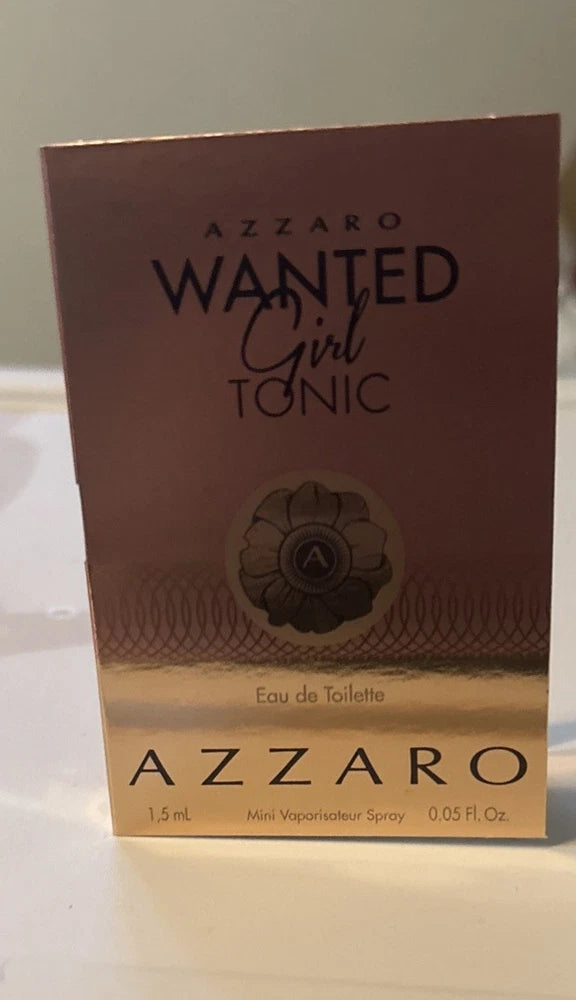 AZZARO
WANTED
Girl
TONIC
A
Eau de Toilette
AZZARO
1,5 mL Mini Vaporisateur Spray 0.05 Fl. Oz.